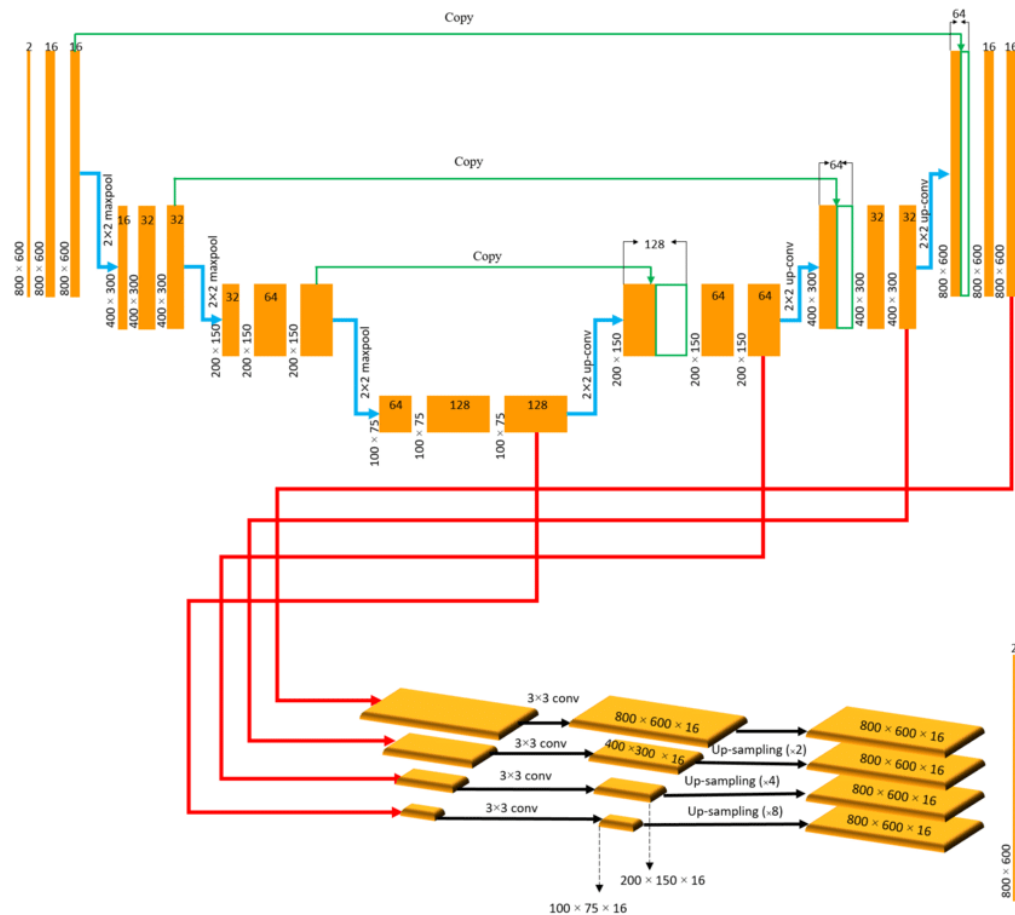 Copy
64
2 16 16
16 16
Copy
64
2×2 maxpool
2×2 up-conv
16 32 32
32 32
800 × 600
800 × 600
800 × 600
800 × 600
800 × 600
800 × 600
128
Copy
2×2 maxpool
2×2 up-conv
400 × 300
400 × 300
400 × 300
400 × 300
400 × 300
400 × 300
32 64
64 64
200 × 150
200 × 150
200 × 150
200 × 150
200 × 150
200 × 150
2×2 maxpool
2×2 up-conv
64 128 128
100 × 75
100 × 75
100 × 75
2
3×3 conv
800 × 600 × 16
800 × 600 × 16
3×3 conv
400 ×300 × 16
Up-sampling (×2)
800 × 600 × 16
3×3 conv
Up-sampling (×4)
800 × 600 × 16
3×3 conv
Up-sampling (×8)
800 × 600 × 16
200 × 150 × 16
100 × 75 × 16
800 × 600